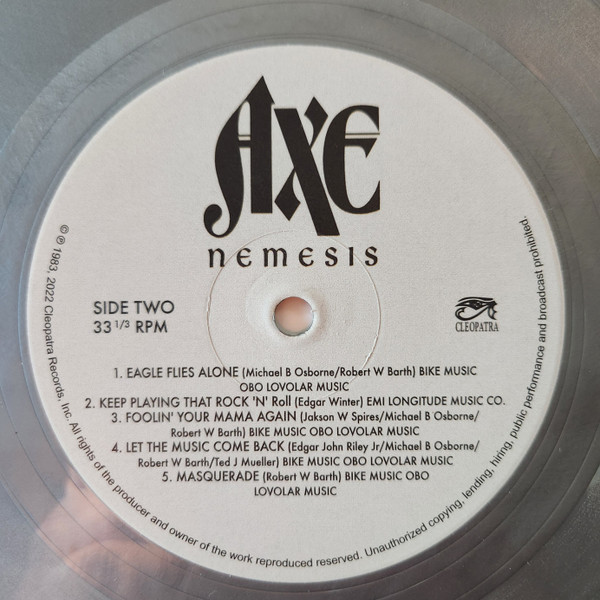 AXE
nemesis
SIDE TWO
33 1/3 RPM
CLEOPATRA
1. EAGLE FLIES ALONE (Michael B Osborne/Robert W Barth) BIKE MUSIC
OBO LOVOLAR MUSIC
2. KEEP PLAYING THAT ROCK 'N' Roll (Edgar Winter) EMI LONGITUDE MUSIC CO.
3. FOOLIN' YOUR MAMA AGAIN (Jakson W Spires/Michael B Osborne/
Robert W Barth) BIKE MUSIC OBO LOVOLAR MUSIC
4. LET THE MUSIC COME BACK (Edgar John Riley Jr/Michael B Osborne/
Robert W Barth/Ted J Mueller) BIKE MUSIC OBO LOVOLAR MUSIC
5. MASQUERADE (Robert W Barth) BIKE MUSIC OBO
LOVOLAR MUSIC
℗ © 1983, 2022 Cleopatra Records, Inc. All rights of the producer and owner of the work reproduced reserved. Unauthorized copying, lending, hiring, public performance and broadcast prohibited.